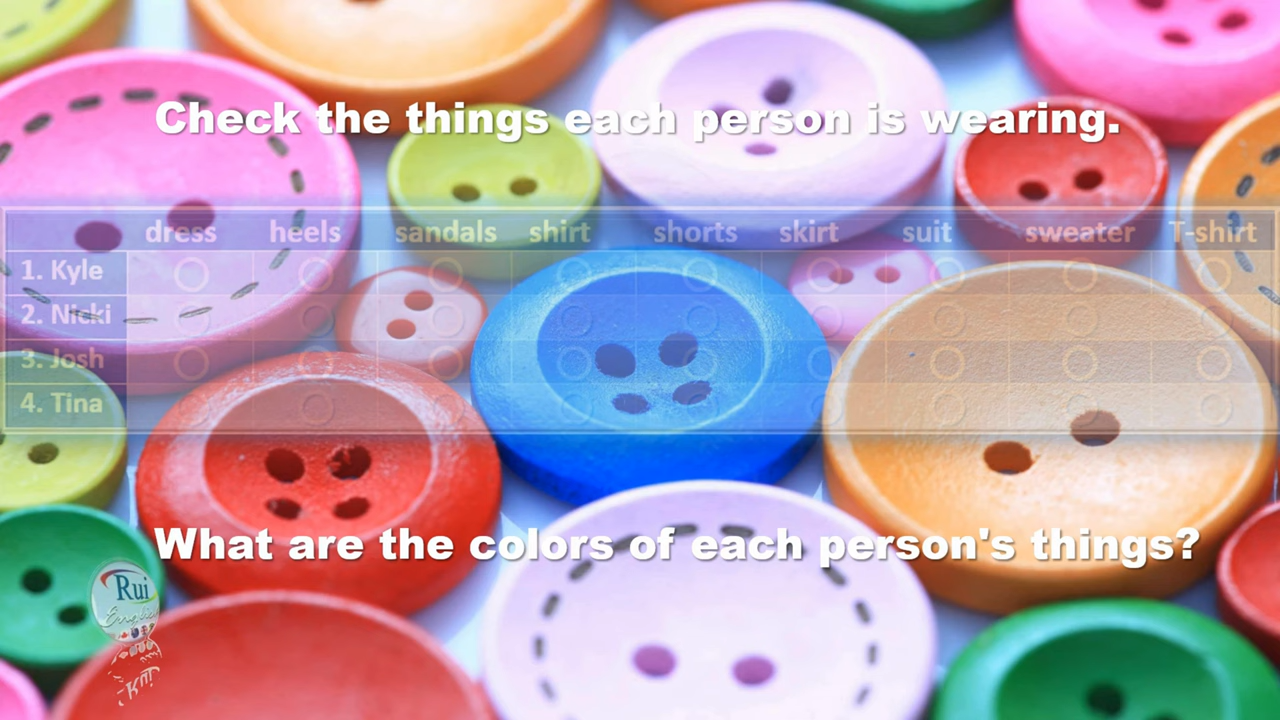 Check the things each person is wearing.
dress heels sandals shirt shorts skirt suit sweater T-shirt
1. Kyle
2. Nicki
3. Josh
4. Tina
What are the colors of each person's things?
Rui
English